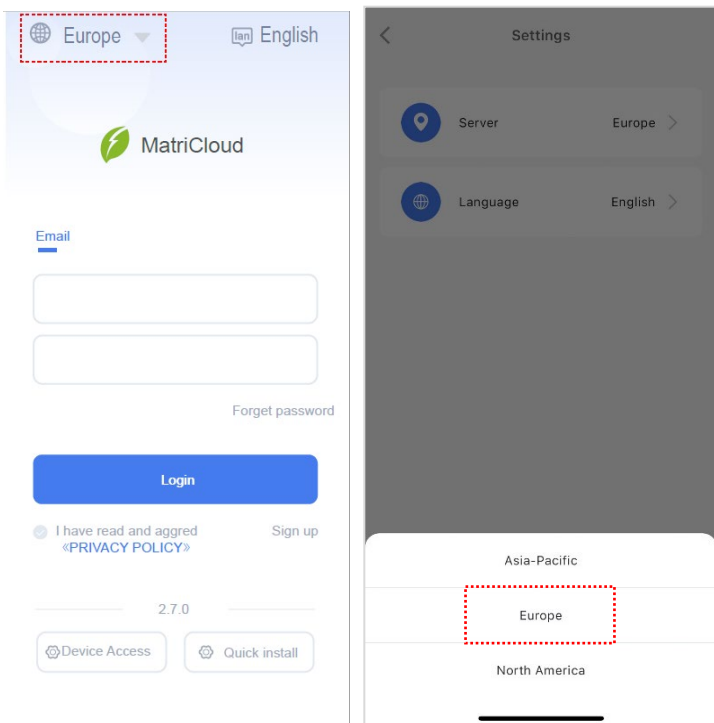 Europe
lan English
MatriCloud
Email
Forget password
Login
I have read and aggred
Sign up
《PRIVACY POLICY》
2.7.0
Device Access
Quick install
Settings
Server
Europe
Language
English
Asia-Pacific
Europe
North America